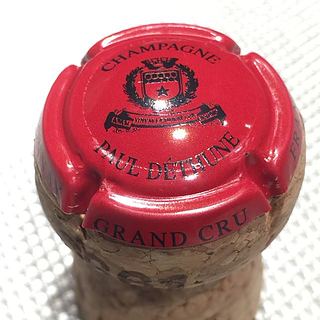 CHAMPAGNE
PAUL DÉTHUNE
GRAND CRU